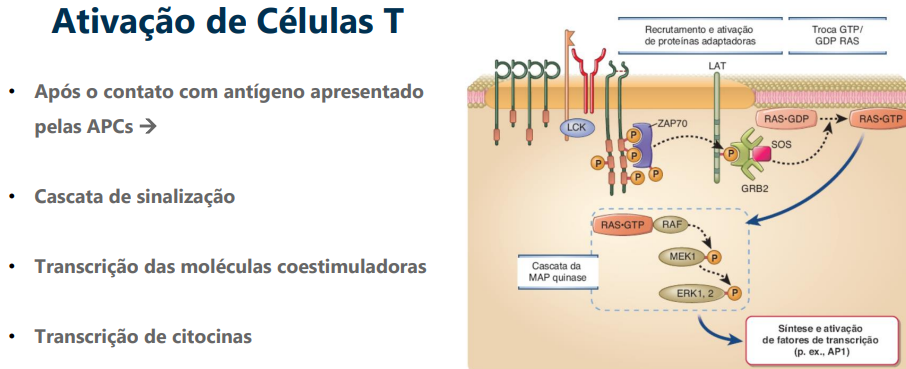 Ativação de Células T
• Após o contato com antígeno apresentado
pelas APCs →
• Cascata de sinalização
• Transcrição das moléculas coestimuladoras
• Transcrição de citocinas
Recrutamento e ativação
de proteínas adaptadoras
Troca GTP/
GDP RAS
LAT
LCK
ZAP70
P
P
P
P
P
P
P
SOS
GRB2
RAS•GDP
RAS•GTP
RAS•GTP
RAF
MEK1
P
ERK1, 2
P
Cascata da
MAP quinase
Síntese e ativação
de fatores de transcrição
(p. ex., AP1)